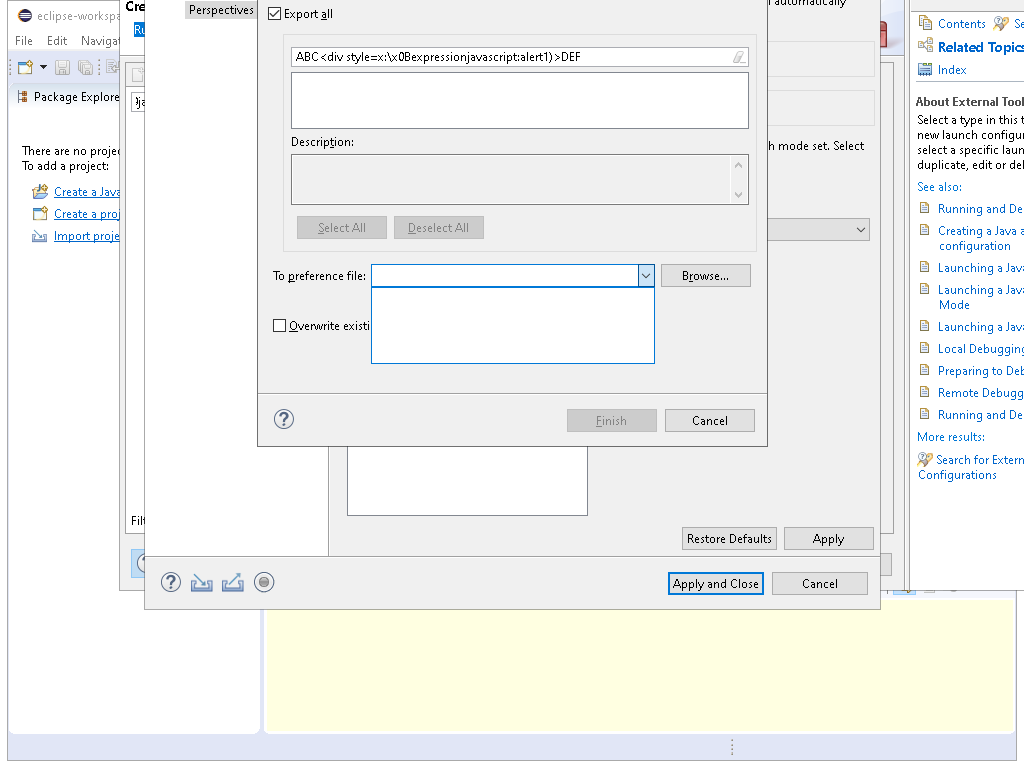 eclipse-workspa
Cre
Ru
File Edit Navigat
Package Explore
There are no projec
To add a project:
Create a Java
Create a proj
Import proje
Perspectives
Export all
ABC<div style=x:\x0Bexpressionjavascript:alert1)>DEF
Description:
Select All
Deselect All
To preference file:
Browse...
Overwrite existi
Finish
Cancel
automatically
h mode set. Select
Restore Defaults
Apply
Filt
Apply and Close
Cancel
Contents
Se
Related Topics
Index
About External Tool
Select a type in this t
new launch configur
select a specific laun
duplicate, edit or del
See also:
Running and De
Creating a Java a
configuration
Launching a Java
Launching a Java
Mode
Launching a Java
Local Debugging
Preparing to Deb
Remote Debugg
Running and De
More results:
Search for Extern
Configurations